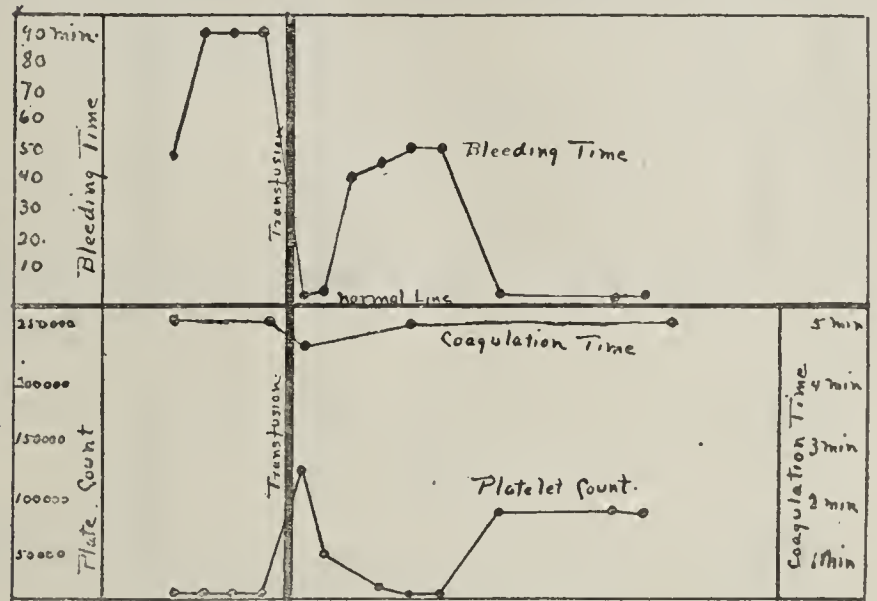 90 min.
80
70
60
50
40
30
20.
10
Bleeding Time
Transfusion
Bleeding Time
normal Line
250000
200000
150000
100000
50000
Plate. Count
Transfusion.
Coagulation Time
Platelet Count.
5 min
4 min
3 min
2 min
1 min
Coagulation Time